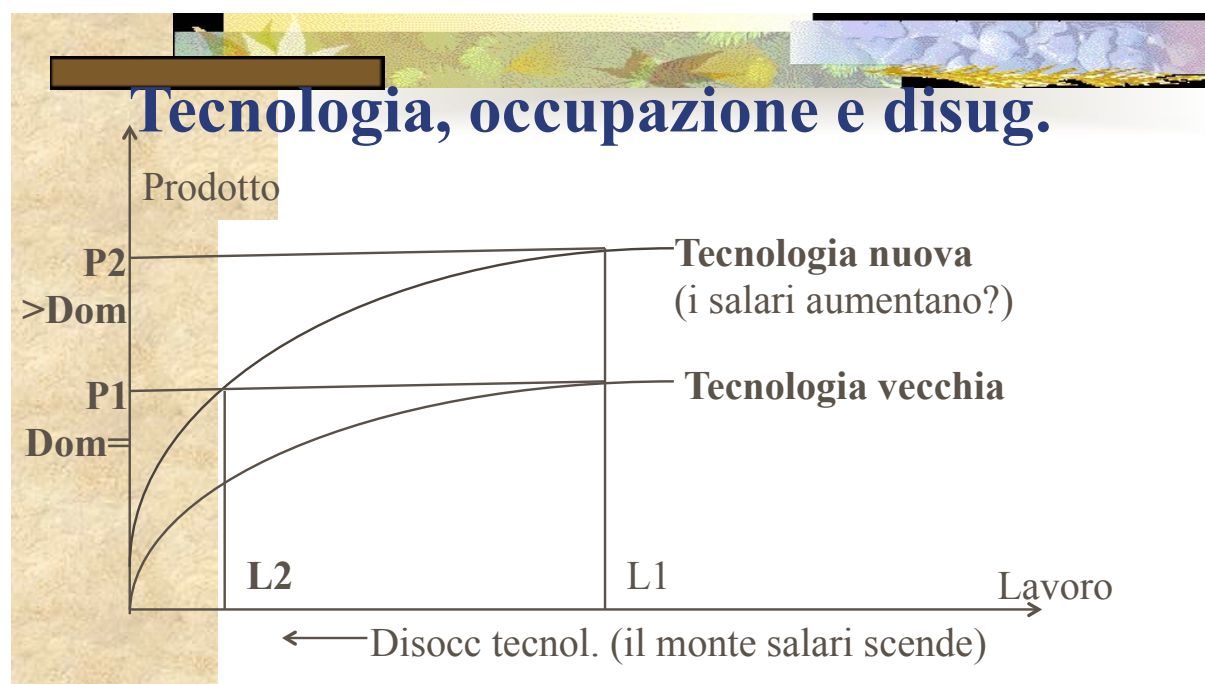 Tecnologia, occupazione e disug.
Prodotto
P2
>Dom
Tecnologia nuova
(i salari aumentano?)
P1
Dom=
Tecnologia vecchia
L2
L1
Lavoro
Disocc tecnol. (il monte salari scende)